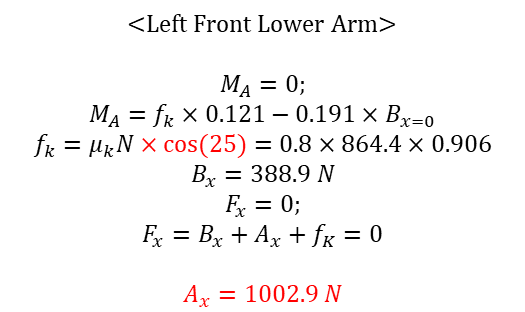 <Left Front Lower Arm>
M_A = 0;
M_A = f_k × 0.121 − 0.191 × B_{x=0}
f_k = μ_k N × cos(25) = 0.8 × 864.4 × 0.906
B_x = 388.9 N
F_x = 0;
F_x = B_x + A_x + f_K = 0
A_x = 1002.9 N